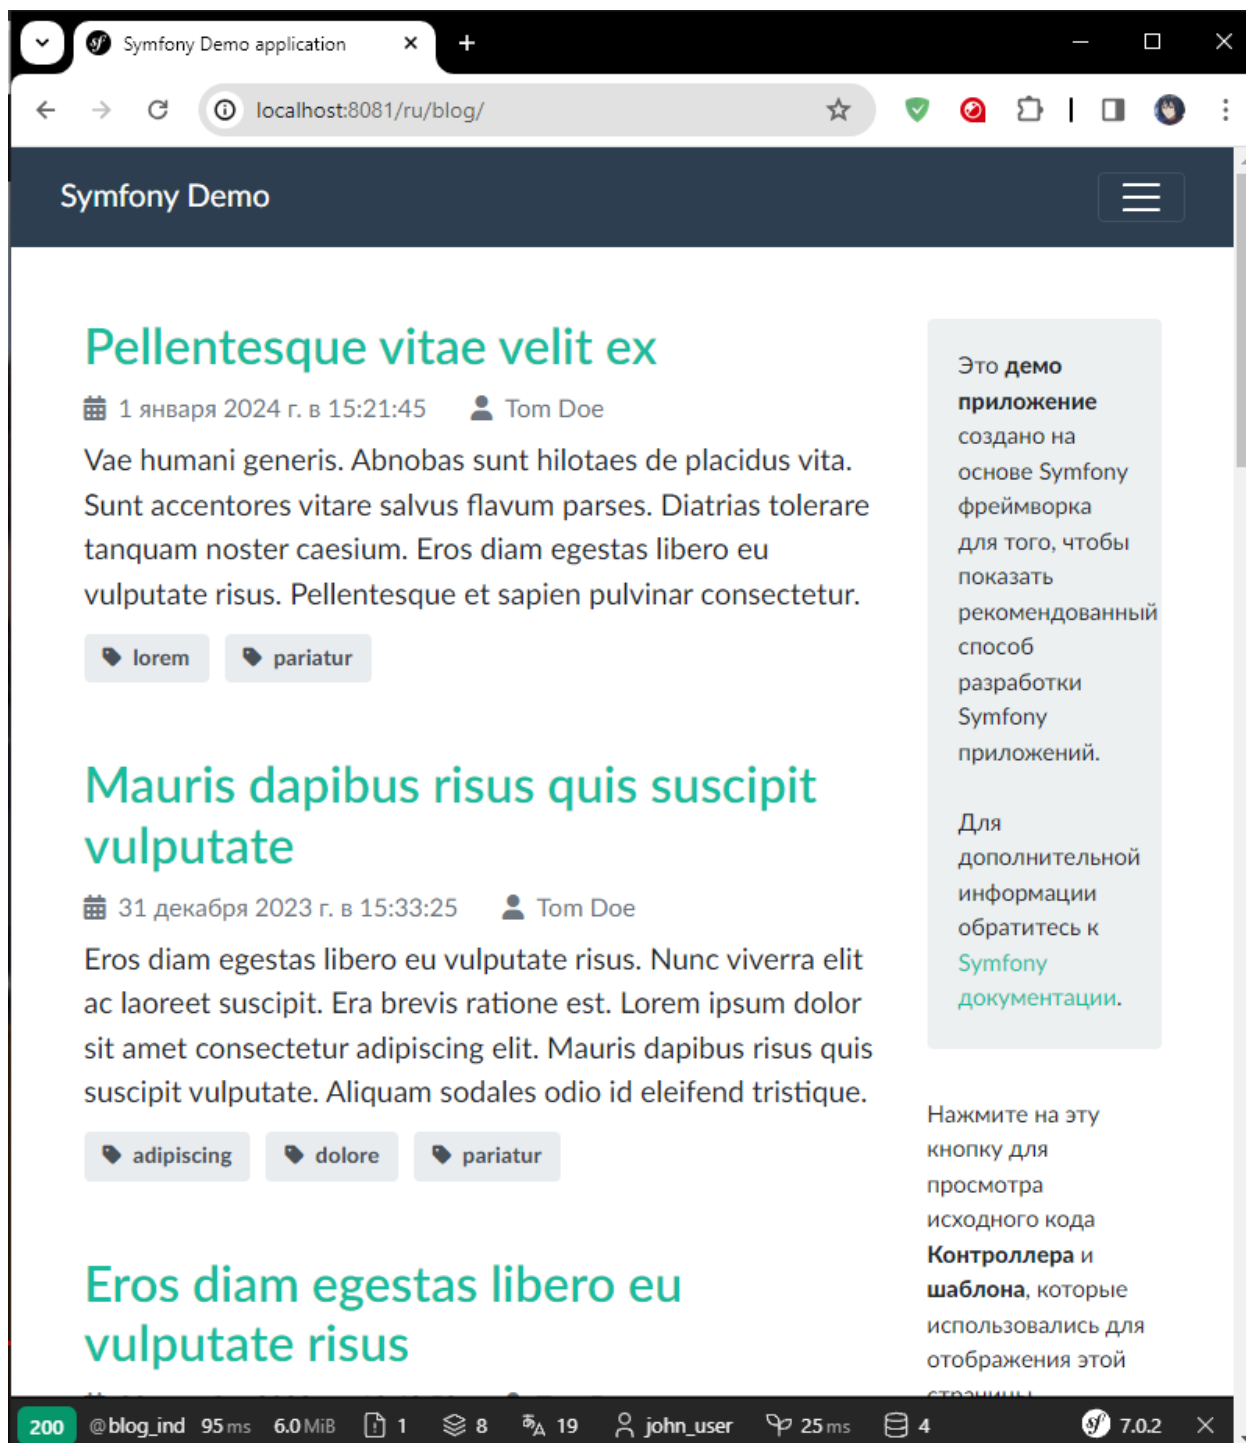 Symfony Demo application
localhost:8081/ru/blog/
Symfony Demo
Pellentesque vitae velit ex
1 января 2024 г. в 15:21:45 Tom Doe
Vae humani generis. Abnobas sunt hilotaes de placidus vita.
Sunt accentores vitare salvus flavum parses. Diatrias tolerare
tanquam noster caesium. Eros diam egestas libero eu
vulputate risus. Pellentesque et sapien pulvinar consectetur.
lorem pariatur
Mauris dapibus risus quis suscipit
vulputate
31 декабря 2023 г. в 15:33:25 Tom Doe
Eros diam egestas libero eu vulputate risus. Nunc viverra elit
ac laoreet suscipit. Era brevis ratione est. Lorem ipsum dolor
sit amet consectetur adipiscing elit. Mauris dapibus risus quis
suscipit vulputate. Aliquam sodales odio id eleifend tristique.
adipiscing dolore pariatur
Eros diam egestas libero eu
vulputate risus
Это демо
приложение
создано на
основе Symfony
фреймворка
для того, чтобы
показать
рекомендованный
способ
разработки
Symfony
приложений.
Для
дополнительной
информации
обратитесь к
Symfony
документации.
Нажмите на эту
кнопку для
просмотра
исходного кода
Контроллера и
шаблона, которые
использовались для
отображения этой
страницы
200 @blog_ind 95 ms 6.0 MiB 1 8 19 john_user 25 ms 4 7.0.2